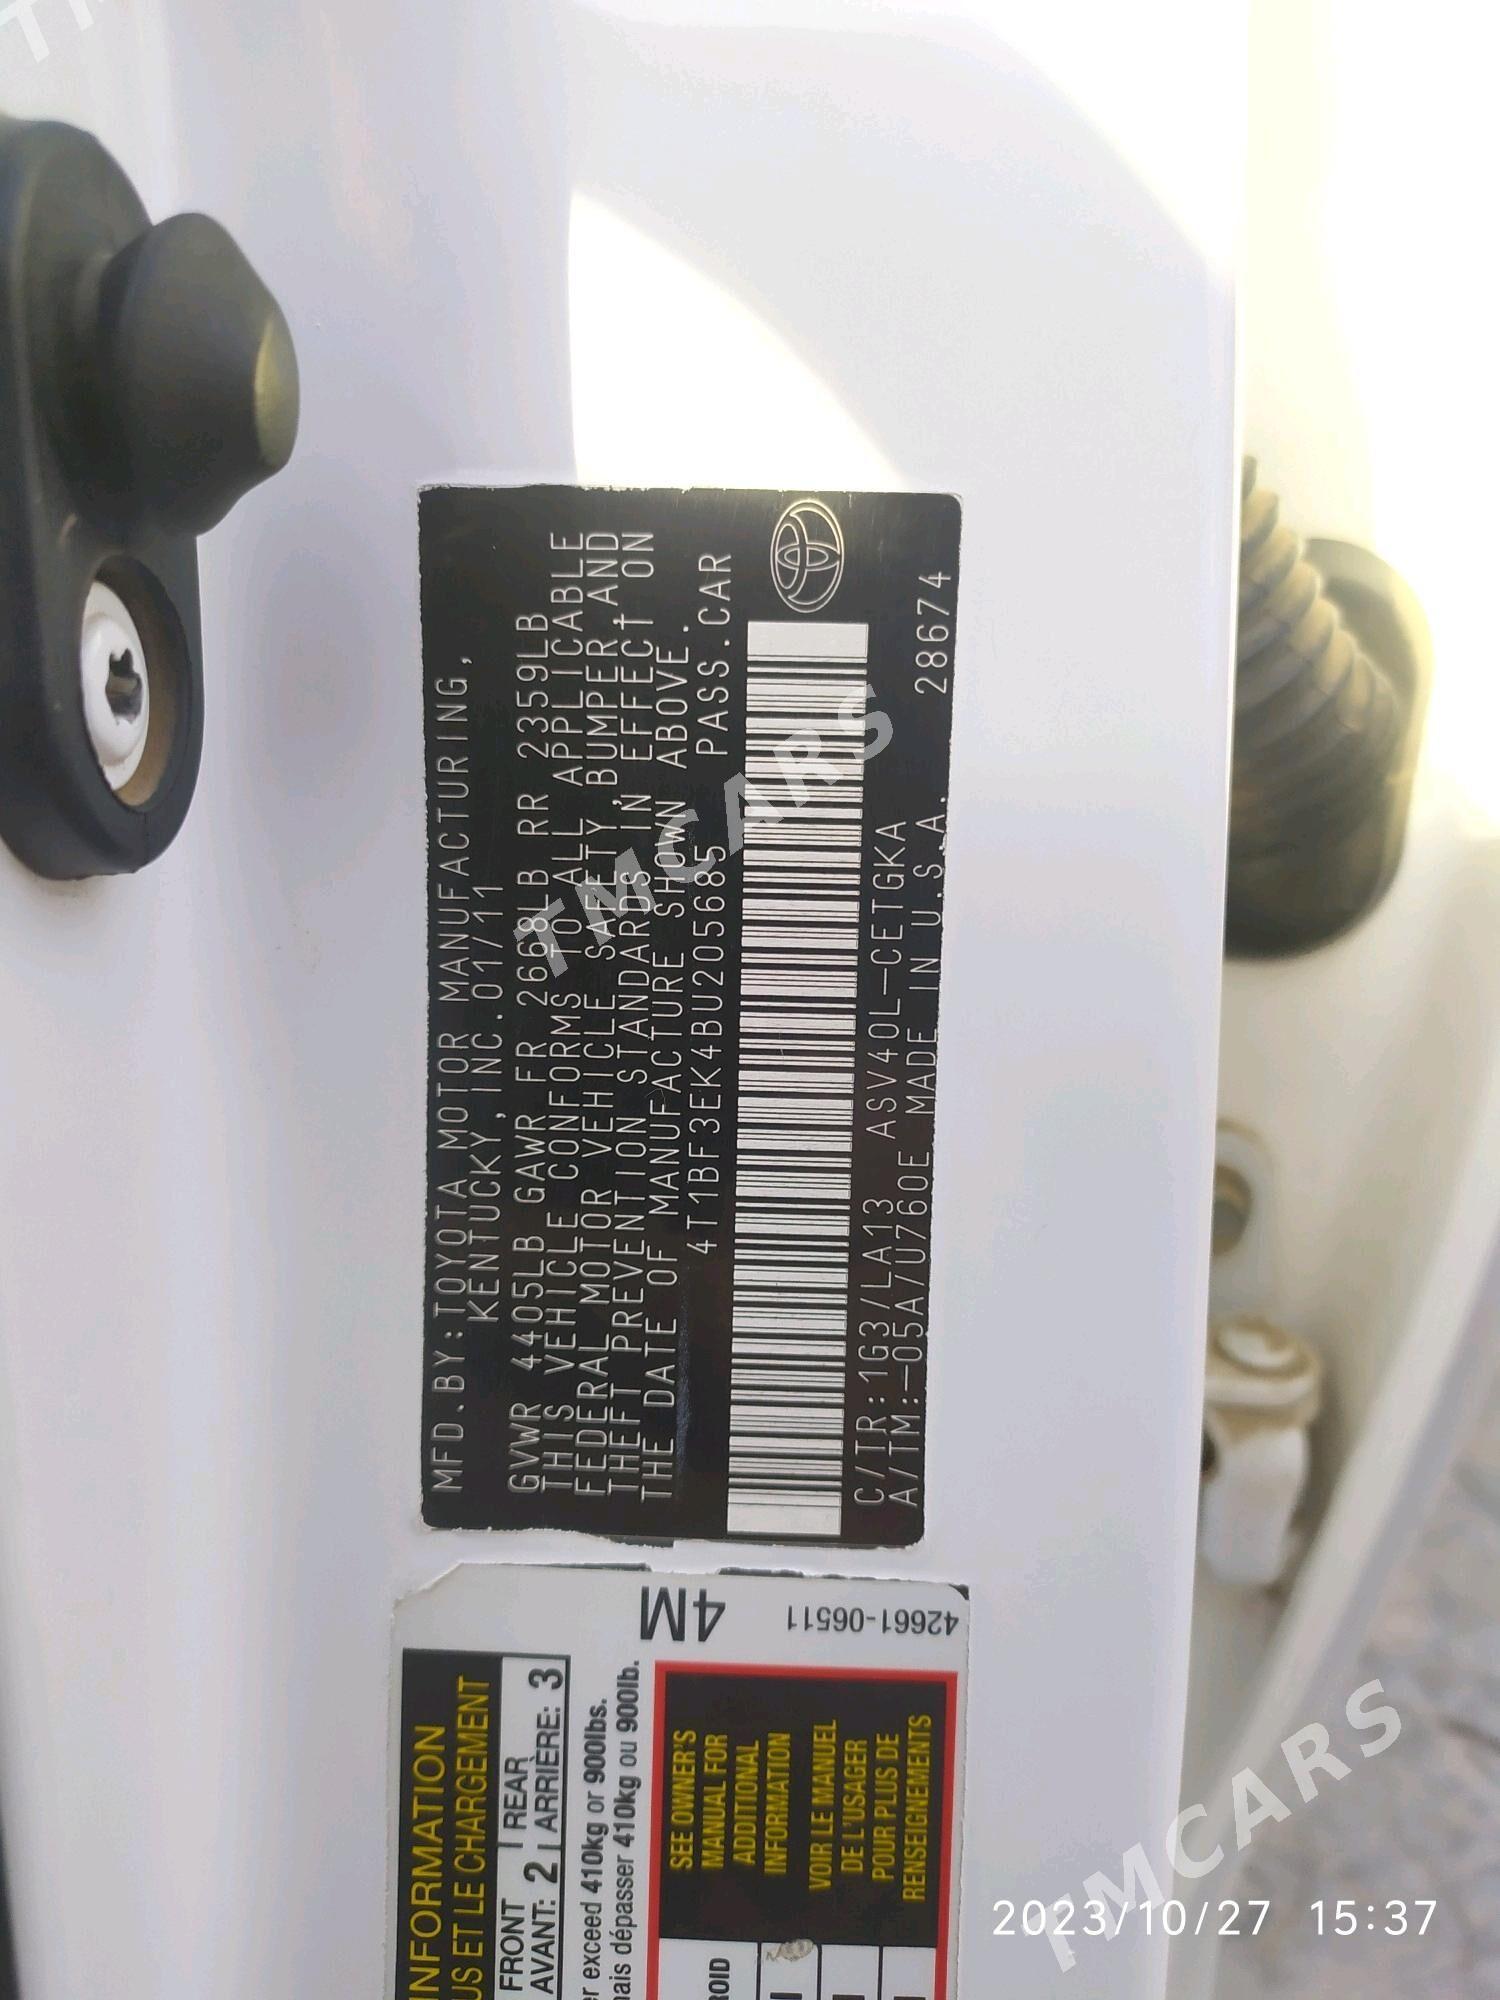 MFD.BY:TOYOTA MOTOR MANUFACTURING,
KENTUCKY,INC.01/11
GVWR 4405LB GAWR FR 2668LB RR 2359LB
THIS VEHICLE CONFORMS TO ALL APPLICABLE
FEDERAL MOTOR VEHICLE SAFETY,BUMPER,AND
THEFT PREVENTION STANDARDS IN EFFECT ON
THE DATE OF MANUFACTURE SHOWN ABOVE.
4T1BF3EK4BU205685 PASS.CAR
C/TR:1G3/LA13 ASV40L-CETGKA
A/TM:-05A/U760E MADE IN U.S.A. 28674
4M
42661-06511
INFORMATION
US ET LE CHARGEMENT
FRONT REAR
AVANT: 2 ARRIÈRE: 3
er exceed 410kg or 900lbs.
nais dépasser 410kg ou 900lb.
SEE OWNER'S
MANUAL FOR
ADDITIONAL
INFORMATION
VOIR LE MANUEL
DE L'USAGER
POUR PLUS DE
RENSEIGNEMENTS
TMCARS
TMCARS
2023/10/27 15:37